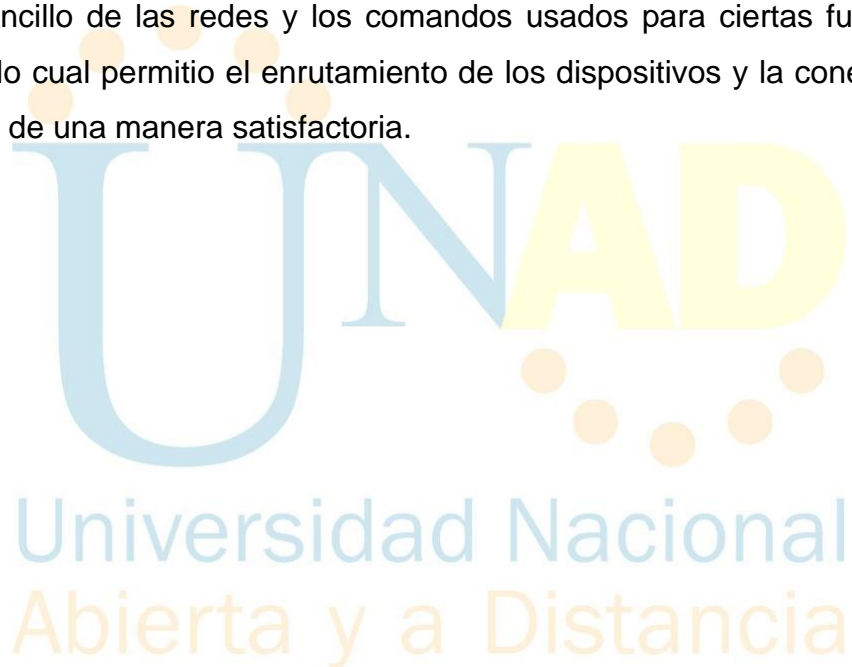 ncillo de las redes y los comandos usados para ciertas fu
lo cual permitio el enrutamiento de los dispositivos y la cone
de una manera satisfactoria.
UNAD
Universidad Nacional
Abierta y a Distancia